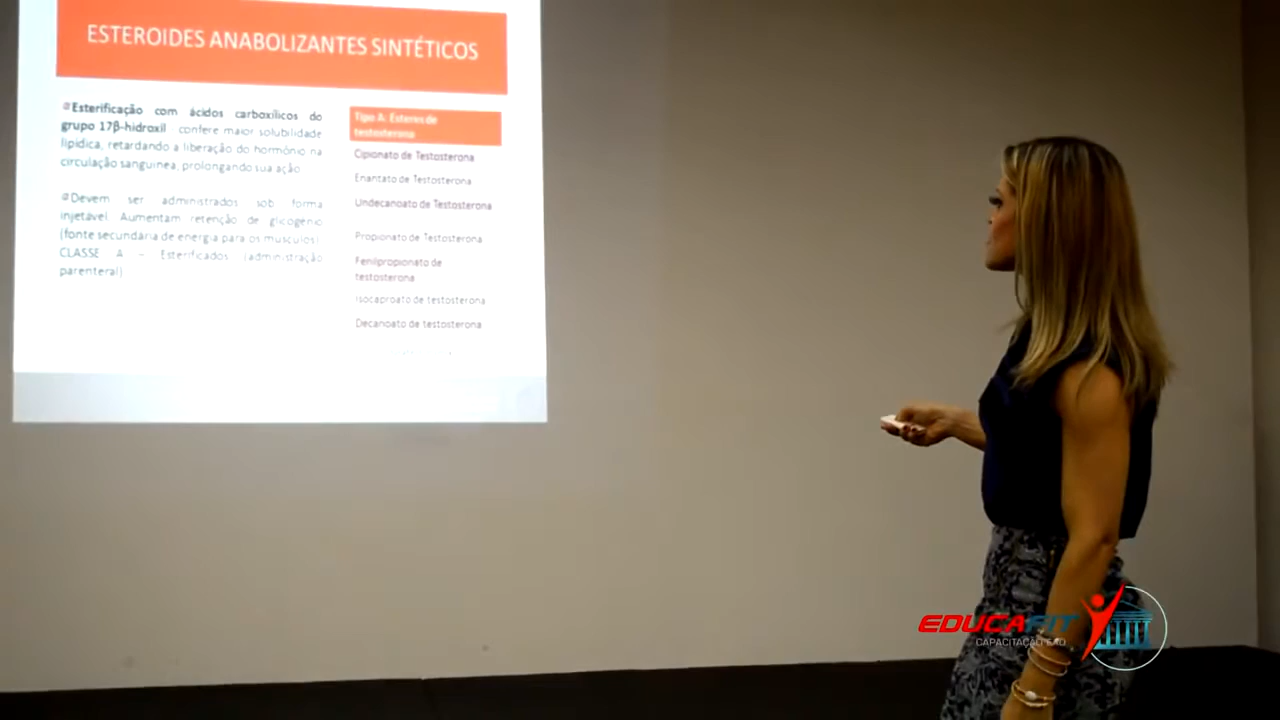 ESTEROIDES ANABOLIZANTES SINTÉTICOS
Esterificação com ácidos carboxílicos do
grupo 17β-hidroxil confere maior solubilidade
lipídica, retardando a liberação do hormônio na
circulação sanguínea, prolongando sua ação
Devem ser administrados sob forma
injetável. Aumentam retenção de glicogênio
(fonte secundária de energia para os músculos).
CLASSE A – Esterificados (administração
parenteral)
Tipo A: Ésteres de
testosterona
Cipionato de Testosterona
Enantato de Testosterona
Undecanoato de Testosterona
Propionato de Testosterona
Fenilpropionato de
testosterona
Isocaproato de testosterona
Decanoato de testosterona
EDUCAFIT
CAPACITAÇÃO